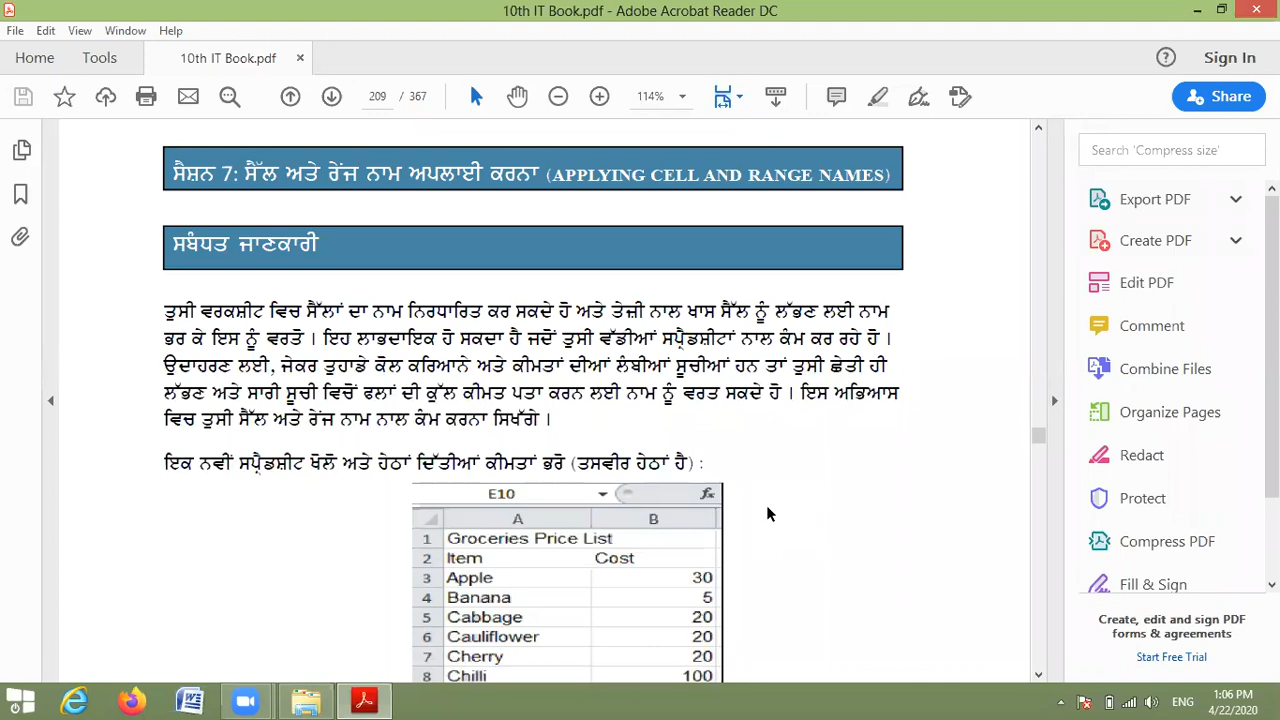 10th IT Book.pdf - Adobe Acrobat Reader DC
File Edit View Window Help
Home Tools 10th IT Book.pdf × Sign In
209 / 367 114% Share
ਸੈਸ਼ਨ 7: ਸੈੱਲ ਅਤੇ ਰੇਂਜ ਨਾਮ ਅਪਲਾਈ ਕਰਨਾ (APPLYING CELL AND RANGE NAMES)
ਸਬੰਧਤ ਜਾਣਕਾਰੀ
ਤੁਸੀ ਵਰਕਸ਼ੀਟ ਵਿਚ ਸੈੱਲਾਂ ਦਾ ਨਾਮ ਨਿਰਧਾਰਿਤ ਕਰ ਸਕਦੇ ਹੋ ਅਤੇ ਤੇਜ਼ੀ ਨਾਲ ਖਾਸ ਸੈੱਲ ਨੂੰ ਲੱਭਣ ਲਈ ਨਾਮ
ਭਰ ਕੇ ਇਸ ਨੂੰ ਵਰਤੋ । ਇਹ ਲਾਭਦਾਇਕ ਹੋ ਸਕਦਾ ਹੈ ਜਦੋਂ ਤੁਸੀ ਵੱਡੀਆਂ ਸਪ੍ਰੈਡਸ਼ੀਟਾਂ ਨਾਲ ਕੰਮ ਕਰ ਰਹੇ ਹੋ ।
ਉਦਾਹਰਣ ਲਈ, ਜੇਕਰ ਤੁਹਾਡੇ ਕੋਲ ਕਰਿਆਨੇ ਅਤੇ ਕੀਮਤਾਂ ਦੀਆਂ ਲੰਬੀਆਂ ਸੂਚੀਆਂ ਹਨ ਤਾਂ ਤੁਸੀ ਛੇਤੀ ਹੀ
ਲੱਭਣ ਅਤੇ ਸਾਰੀ ਸੂਚੀ ਵਿਚੋਂ ਫਲਾਂ ਦੀ ਕੁੱਲ ਕੀਮਤ ਪਤਾ ਕਰਨ ਲਈ ਨਾਮ ਨੂੰ ਵਰਤ ਸਕਦੇ ਹੋ । ਇਸ ਅਭਿਆਸ
ਵਿਚ ਤੁਸੀ ਸੈੱਲ ਅਤੇ ਰੇਂਜ ਨਾਮ ਨਾਲ ਕੰਮ ਕਰਨਾ ਸਿਖੱਗੇ ।
ਇਕ ਨਵੀਂ ਸਪ੍ਰੈਡਸ਼ੀਟ ਖੋਲੋ ਅਤੇ ਹੇਠਾਂ ਦਿੱਤੀਆਂ ਕੀਮਤਾਂ ਭਰੋ (ਤਸਵੀਰ ਹੇਠਾਂ ਹੈ) :
E10 fx
A B
1 Groceries Price List
2 Item Cost
3 Apple 30
4 Banana 5
5 Cabbage 20
6 Cauliflower 20
7 Cherry 20
8 Chilli 100
Search 'Compress size'
Export PDF
Create PDF
Edit PDF
Comment
Combine Files
Organize Pages
Redact
Protect
Compress PDF
Fill & Sign
Create, edit and sign PDF
forms & agreements
Start Free Trial
ENG
1:06 PM
4/22/2020